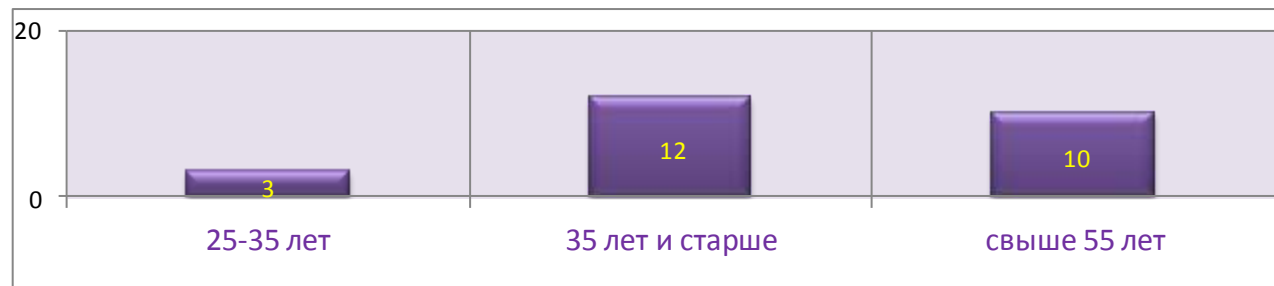 20
12
10
3
0
25-35 лет
35 лет и старше
свыше 55 лет